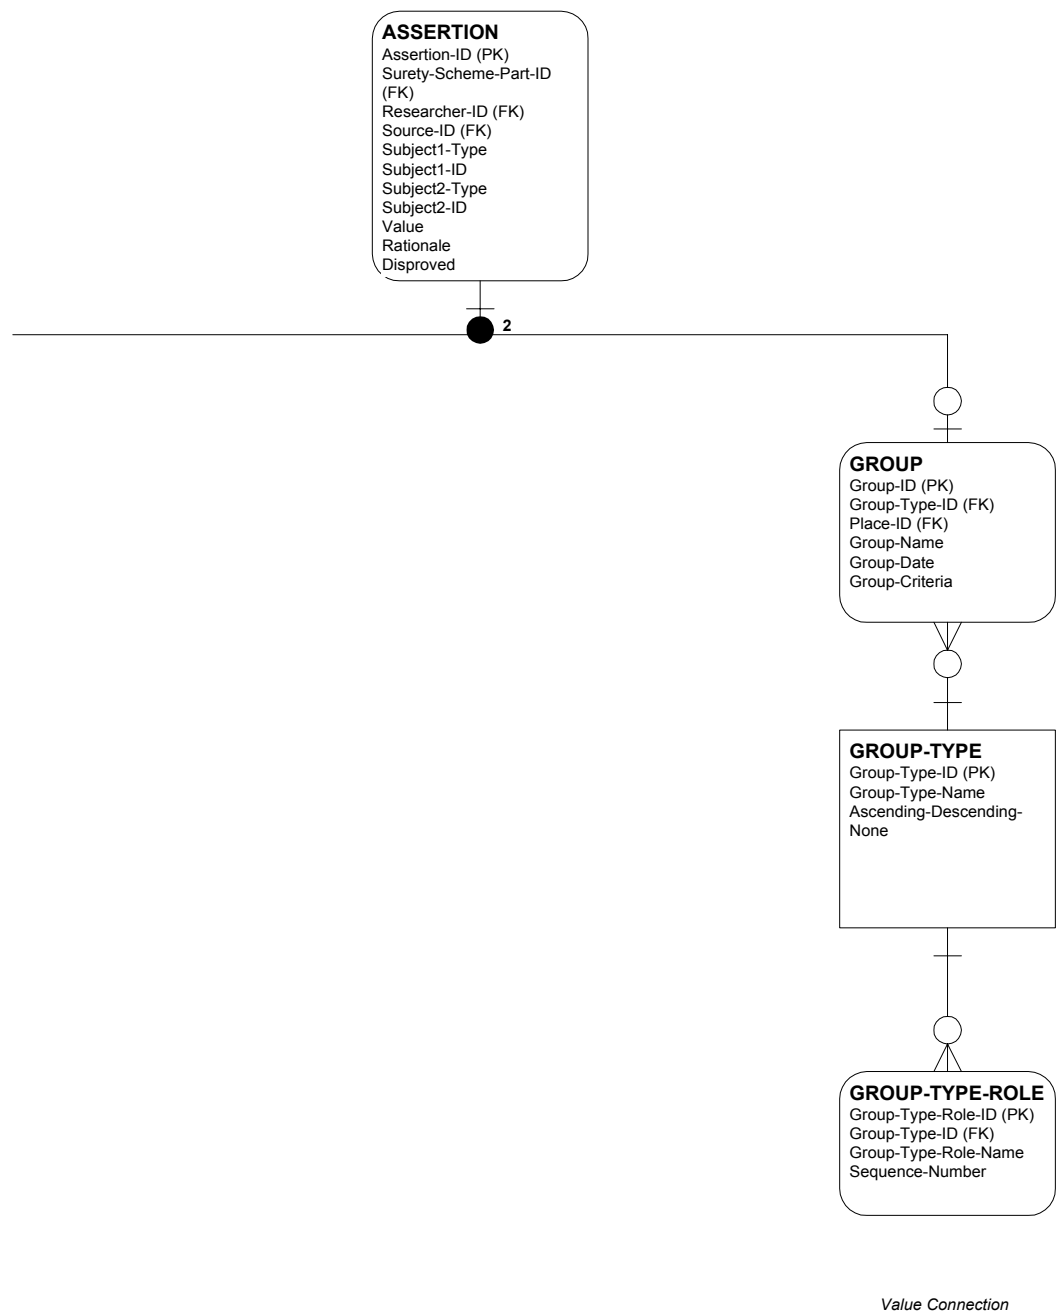 ASSERTION
Assertion-ID (PK)
Surety-Scheme-Part-ID
(FK)
Researcher-ID (FK)
Source-ID (FK)
Subject1-Type
Subject1-ID
Subject2-Type
Subject2-ID
Value
Rationale
Disproved
2
GROUP
Group-ID (PK)
Group-Type-ID (FK)
Place-ID (FK)
Group-Name
Group-Date
Group-Criteria
GROUP-TYPE
Group-Type-ID (PK)
Group-Type-Name
Ascending-Descending-
None
GROUP-TYPE-ROLE
Group-Type-Role-ID (PK)
Group-Type-ID (FK)
Group-Type-Role-Name
Sequence-Number
Value Connection